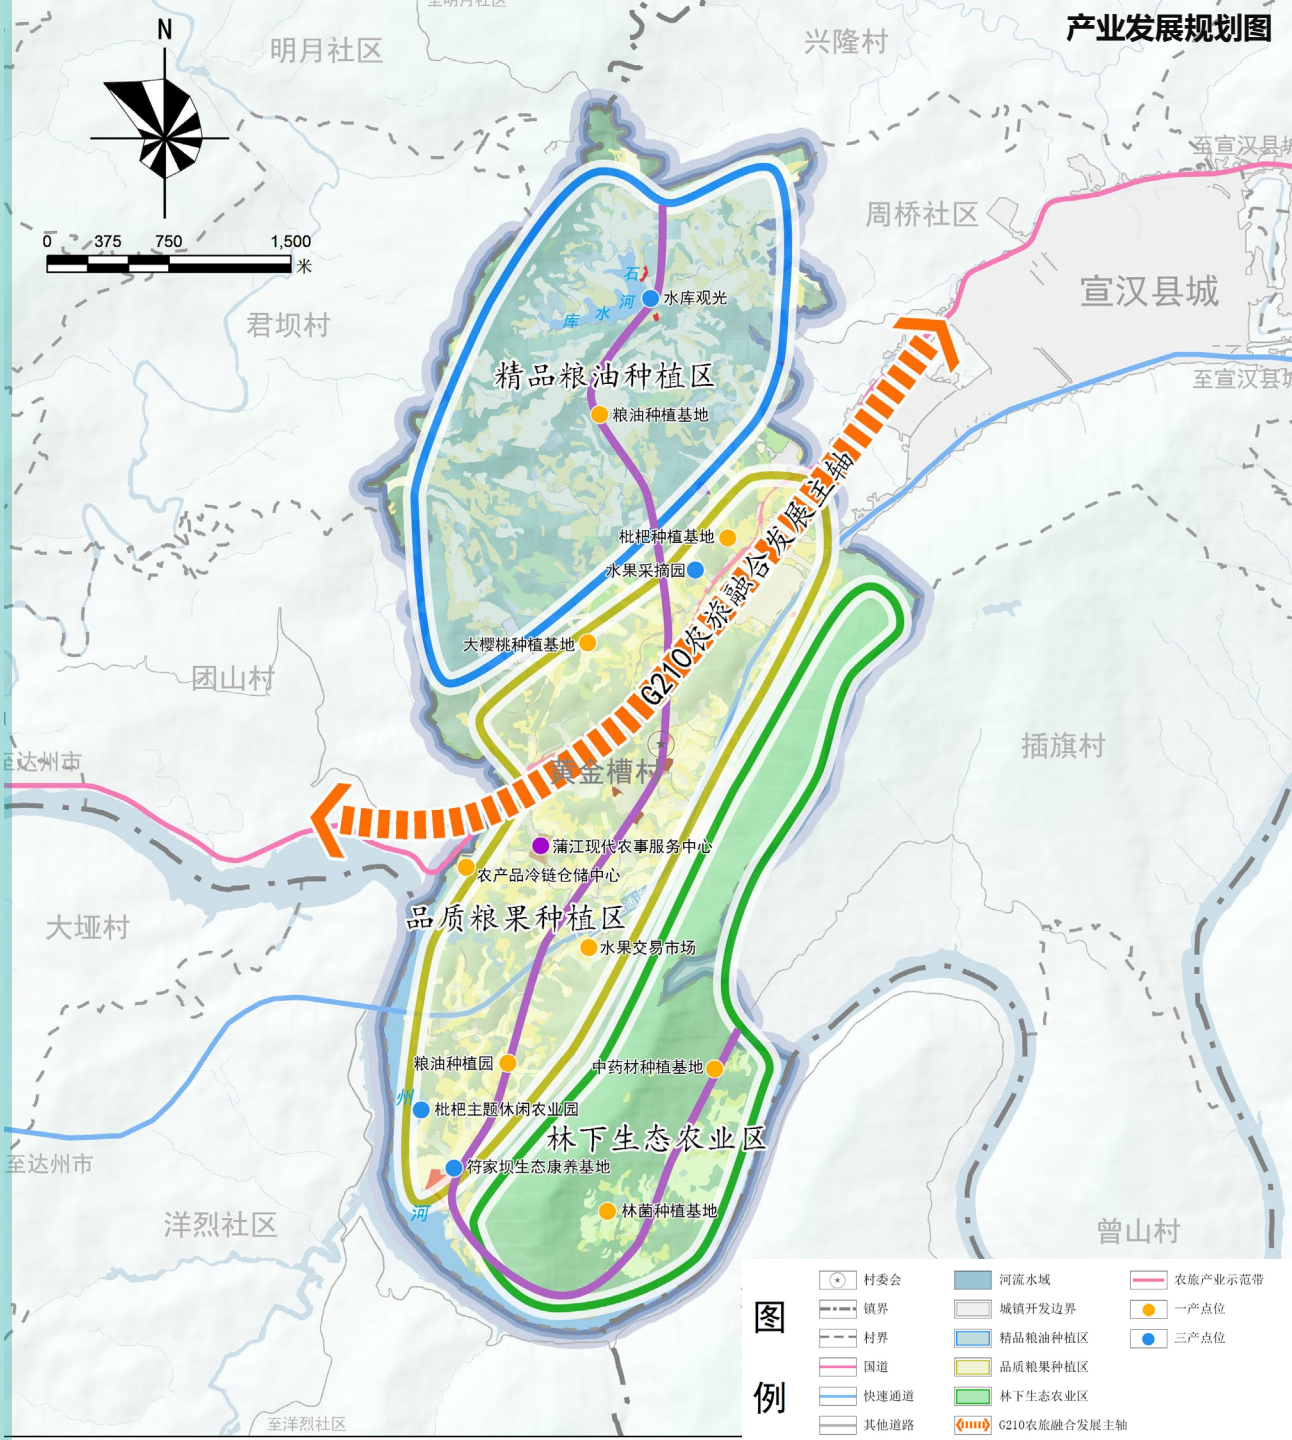 产业发展规划图
至明月社区
N
明月社区
兴隆村
至宣汉县城
周桥社区
0 375 750 1,500
米
宣汉县城
石
河
水
库
水库观光
君坝村
精品粮油种植区
至宣汉县城
粮油种植基地
枇杷种植基地
水果采摘园
G210农旅融合发展主轴
大樱桃种植基地
团山村
插旗村
至达州市
黄金槽村
蒲江现代农事服务中心
农产品冷链仓储中心
品质粮果种植区
大垭村
水果交易市场
粮油种植园
中药材种植基地
州
枇杷主题休闲农业园
林下生态农业区
至达州市
符家坝生态康养基地
河
林菌种植基地
洋烈社区
曾山村
至洋烈社区
图
例
村委会
镇界
村界
国道
快速通道
其他道路
河流水域
城镇开发边界
精品粮油种植区
品质粮果种植区
林下生态农业区
G210农旅融合发展主轴
农旅产业示范带
一产点位
三产点位